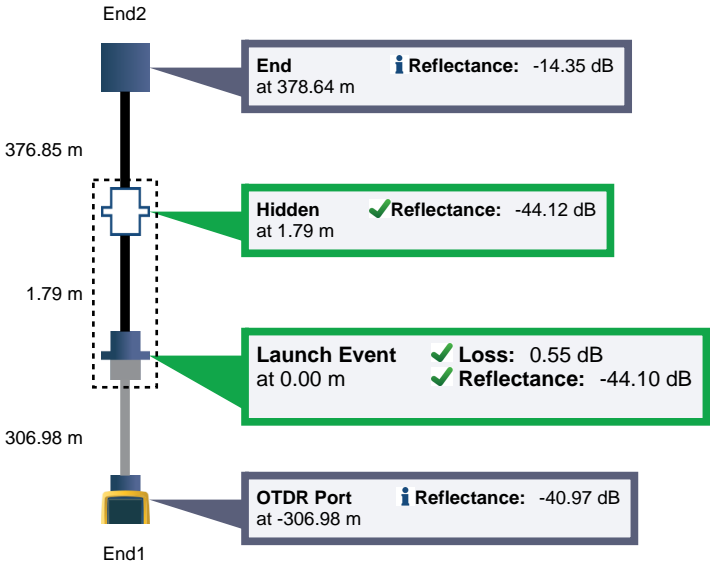 End2
End Reflectance: -14.35 dB
at 378.64 m
376.85 m
Hidden Reflectance: -44.12 dB
at 1.79 m
1.79 m
Launch Event Loss: 0.55 dB
at 0.00 m Reflectance: -44.10 dB
306.98 m
OTDR Port Reflectance: -40.97 dB
at -306.98 m
End1